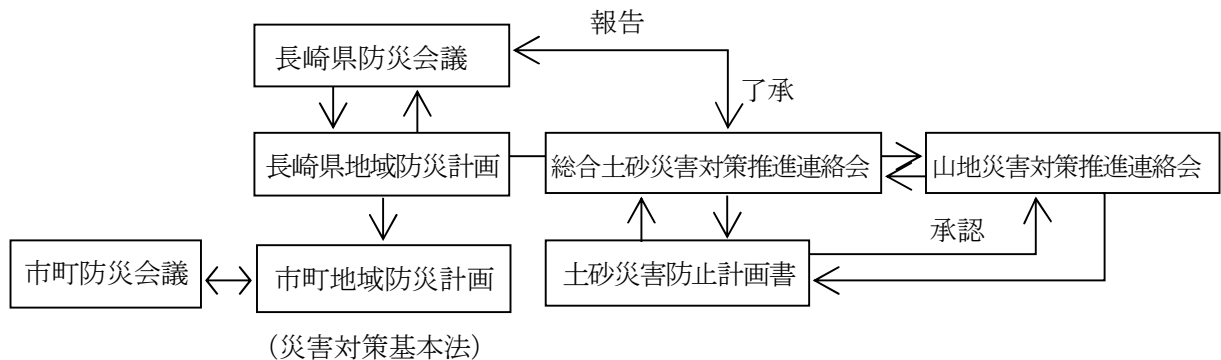 報告
長崎県防災会議
了承
長崎県地域防災計画
総合土砂災害対策推進連絡会
山地災害対策推進連絡会
承認
市町防災会議
市町地域防災計画
土砂災害防止計画書
(災害対策基本法)